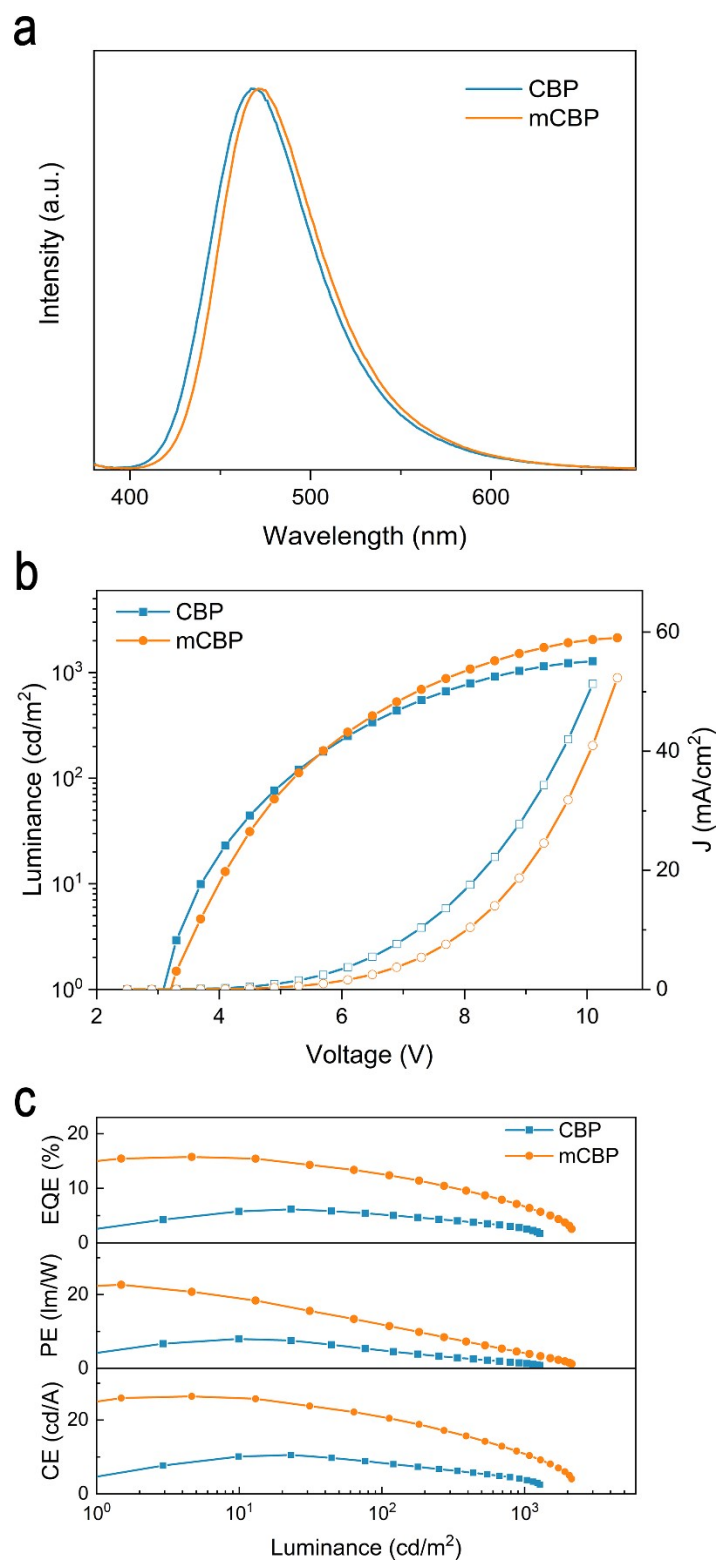 a
CBP
mCBP
Intensity (a.u.)
400 500 600
Wavelength (nm)
b
CBP
mCBP
Luminance (cd/m²)
10³
10²
10¹
10⁰
J (mA/cm²)
60
40
20
0
2 4 6 8 10
Voltage (V)
c
CBP
mCBP
EQE (%)
20
10
0
PE (lm/W)
20
0
CE (cd/A)
20
0
10⁰ 10¹ 10² 10³
Luminance (cd/m²)